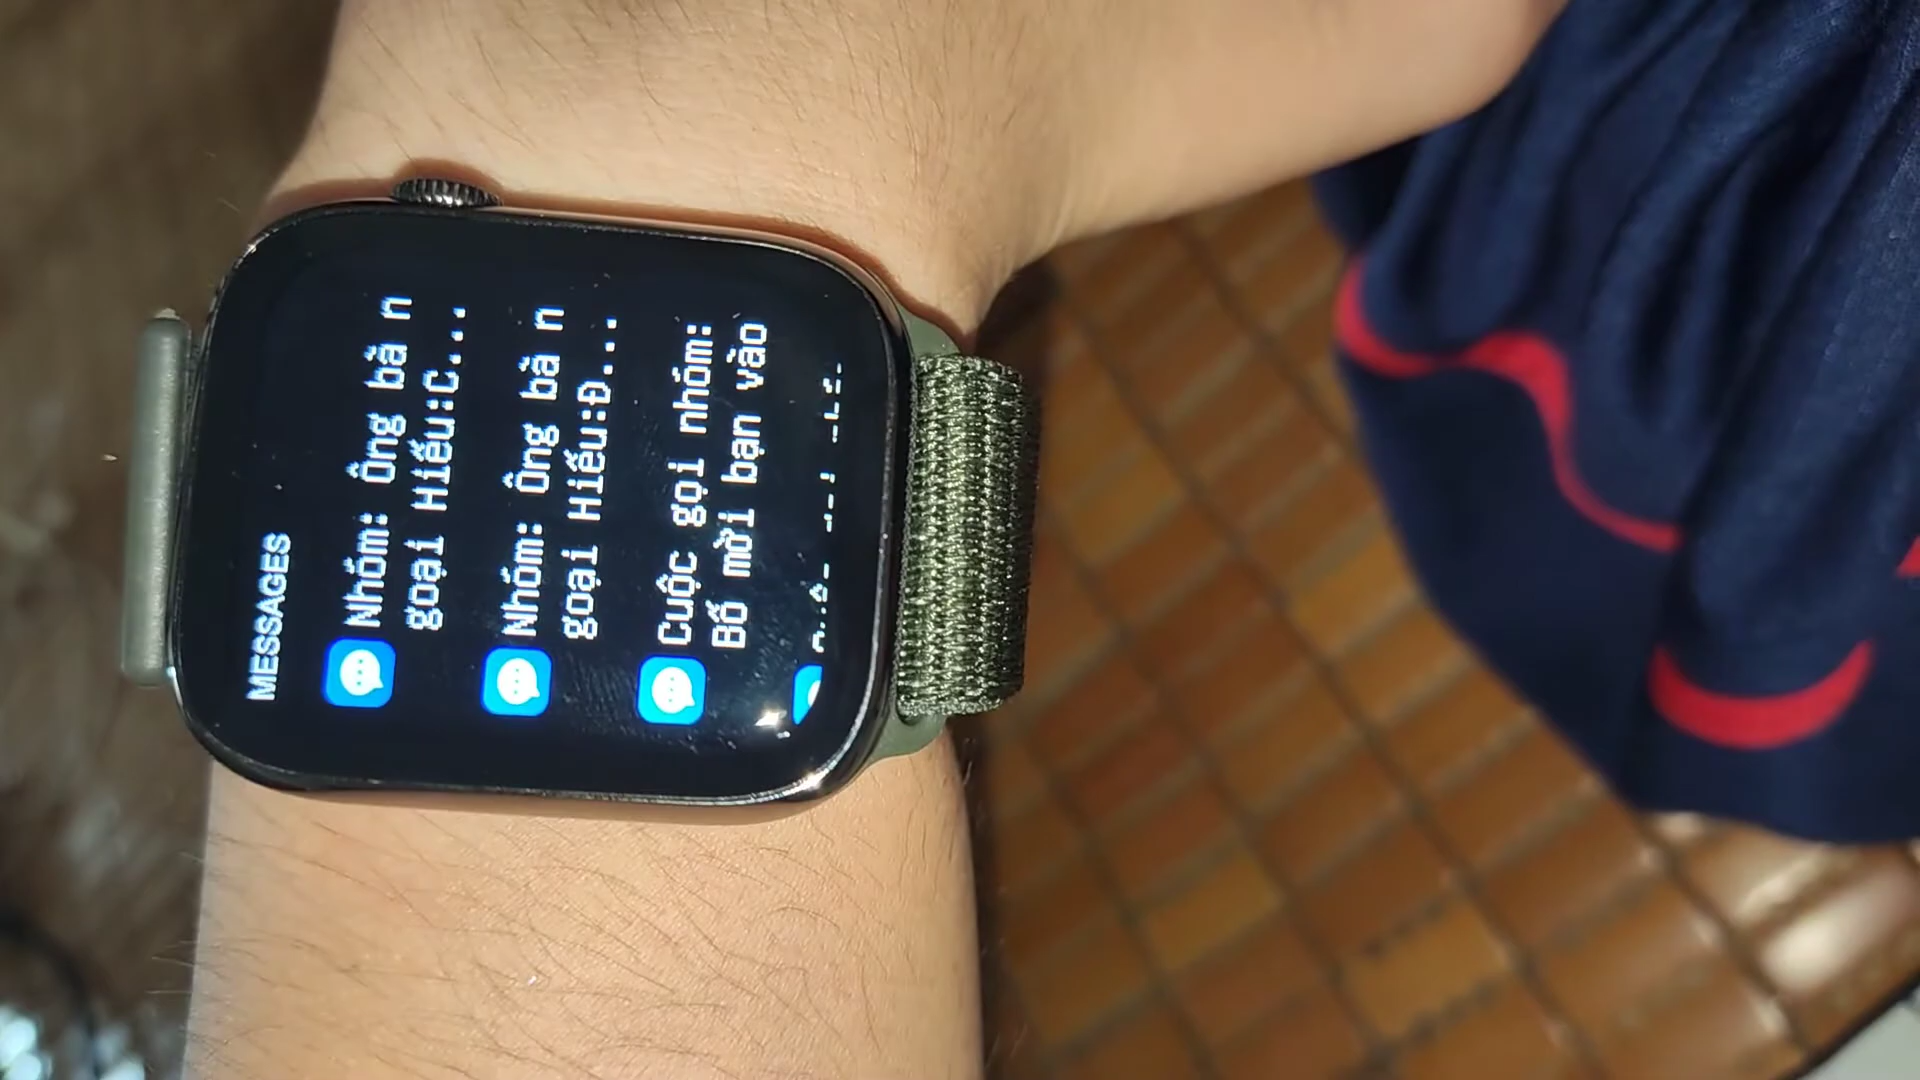 MESSAGES
Nhóm: Ông bà n
goại Hiếu:C...
Nhóm: Ông bà n
goại Hiếu:Đ...
Cuộc gọi nhóm:
Bố mời bạn vào